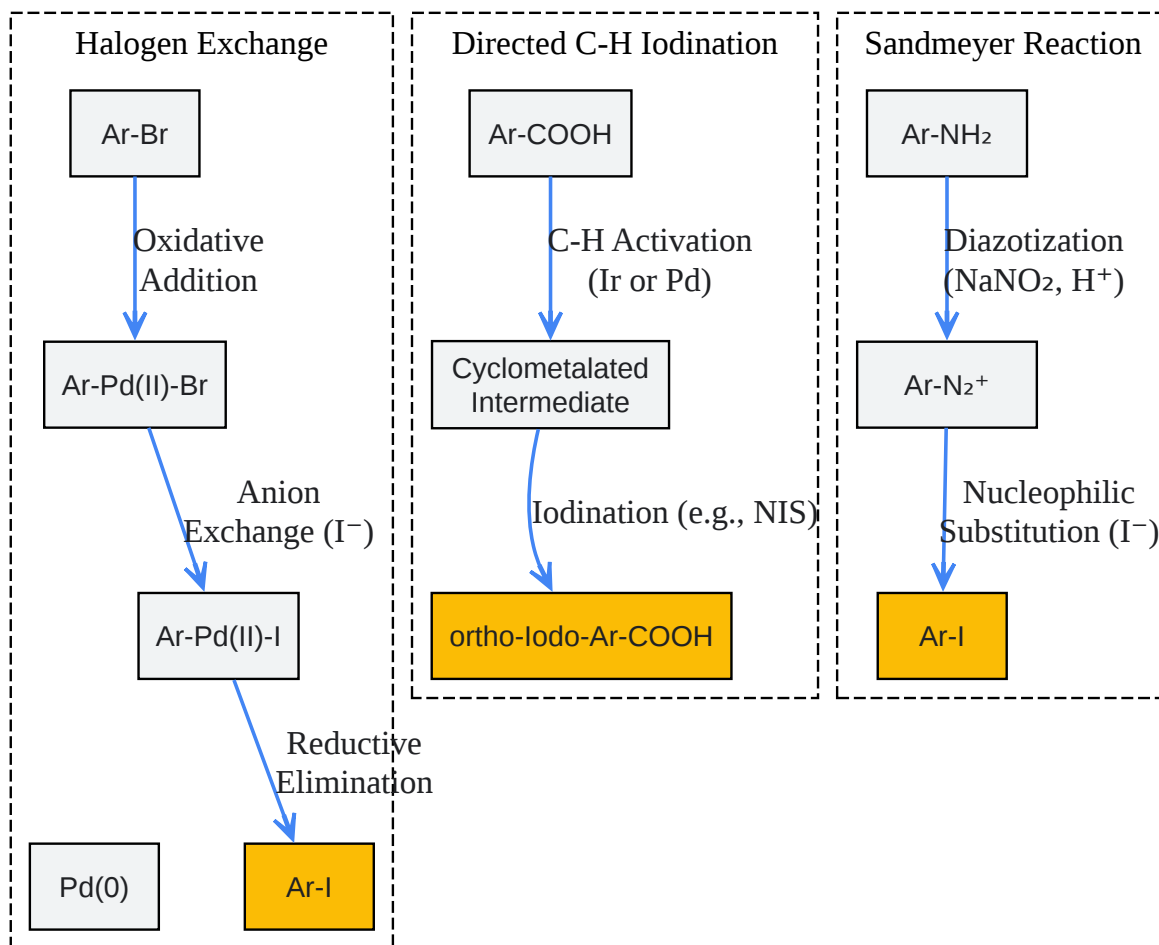 Halogen Exchange
Ar-Br
Oxidative
Addition
Ar-Pd(II)-Br
Anion
Exchange (I⁻)
Ar-Pd(II)-I
Reductive
Elimination
Pd(0)
Ar-I
Directed C-H Iodination
Ar-COOH
C-H Activation
(Ir or Pd)
Cyclometalated
Intermediate
Iodination (e.g., NIS)
ortho-Iodo-Ar-COOH
Sandmeyer Reaction
Ar-NH₂
Diazotization
(NaNO₂, H⁺)
Ar-N₂⁺
Nucleophilic
Substitution (I⁻)
Ar-I